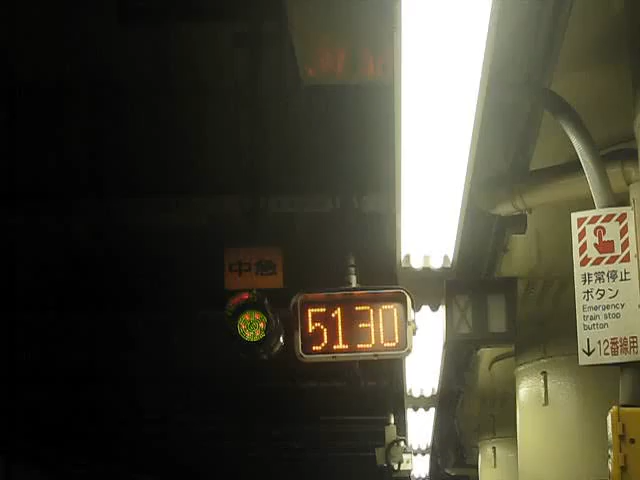 中急
5130
非常停止
ボタン
Emergency
train stop
button
↓12番線用